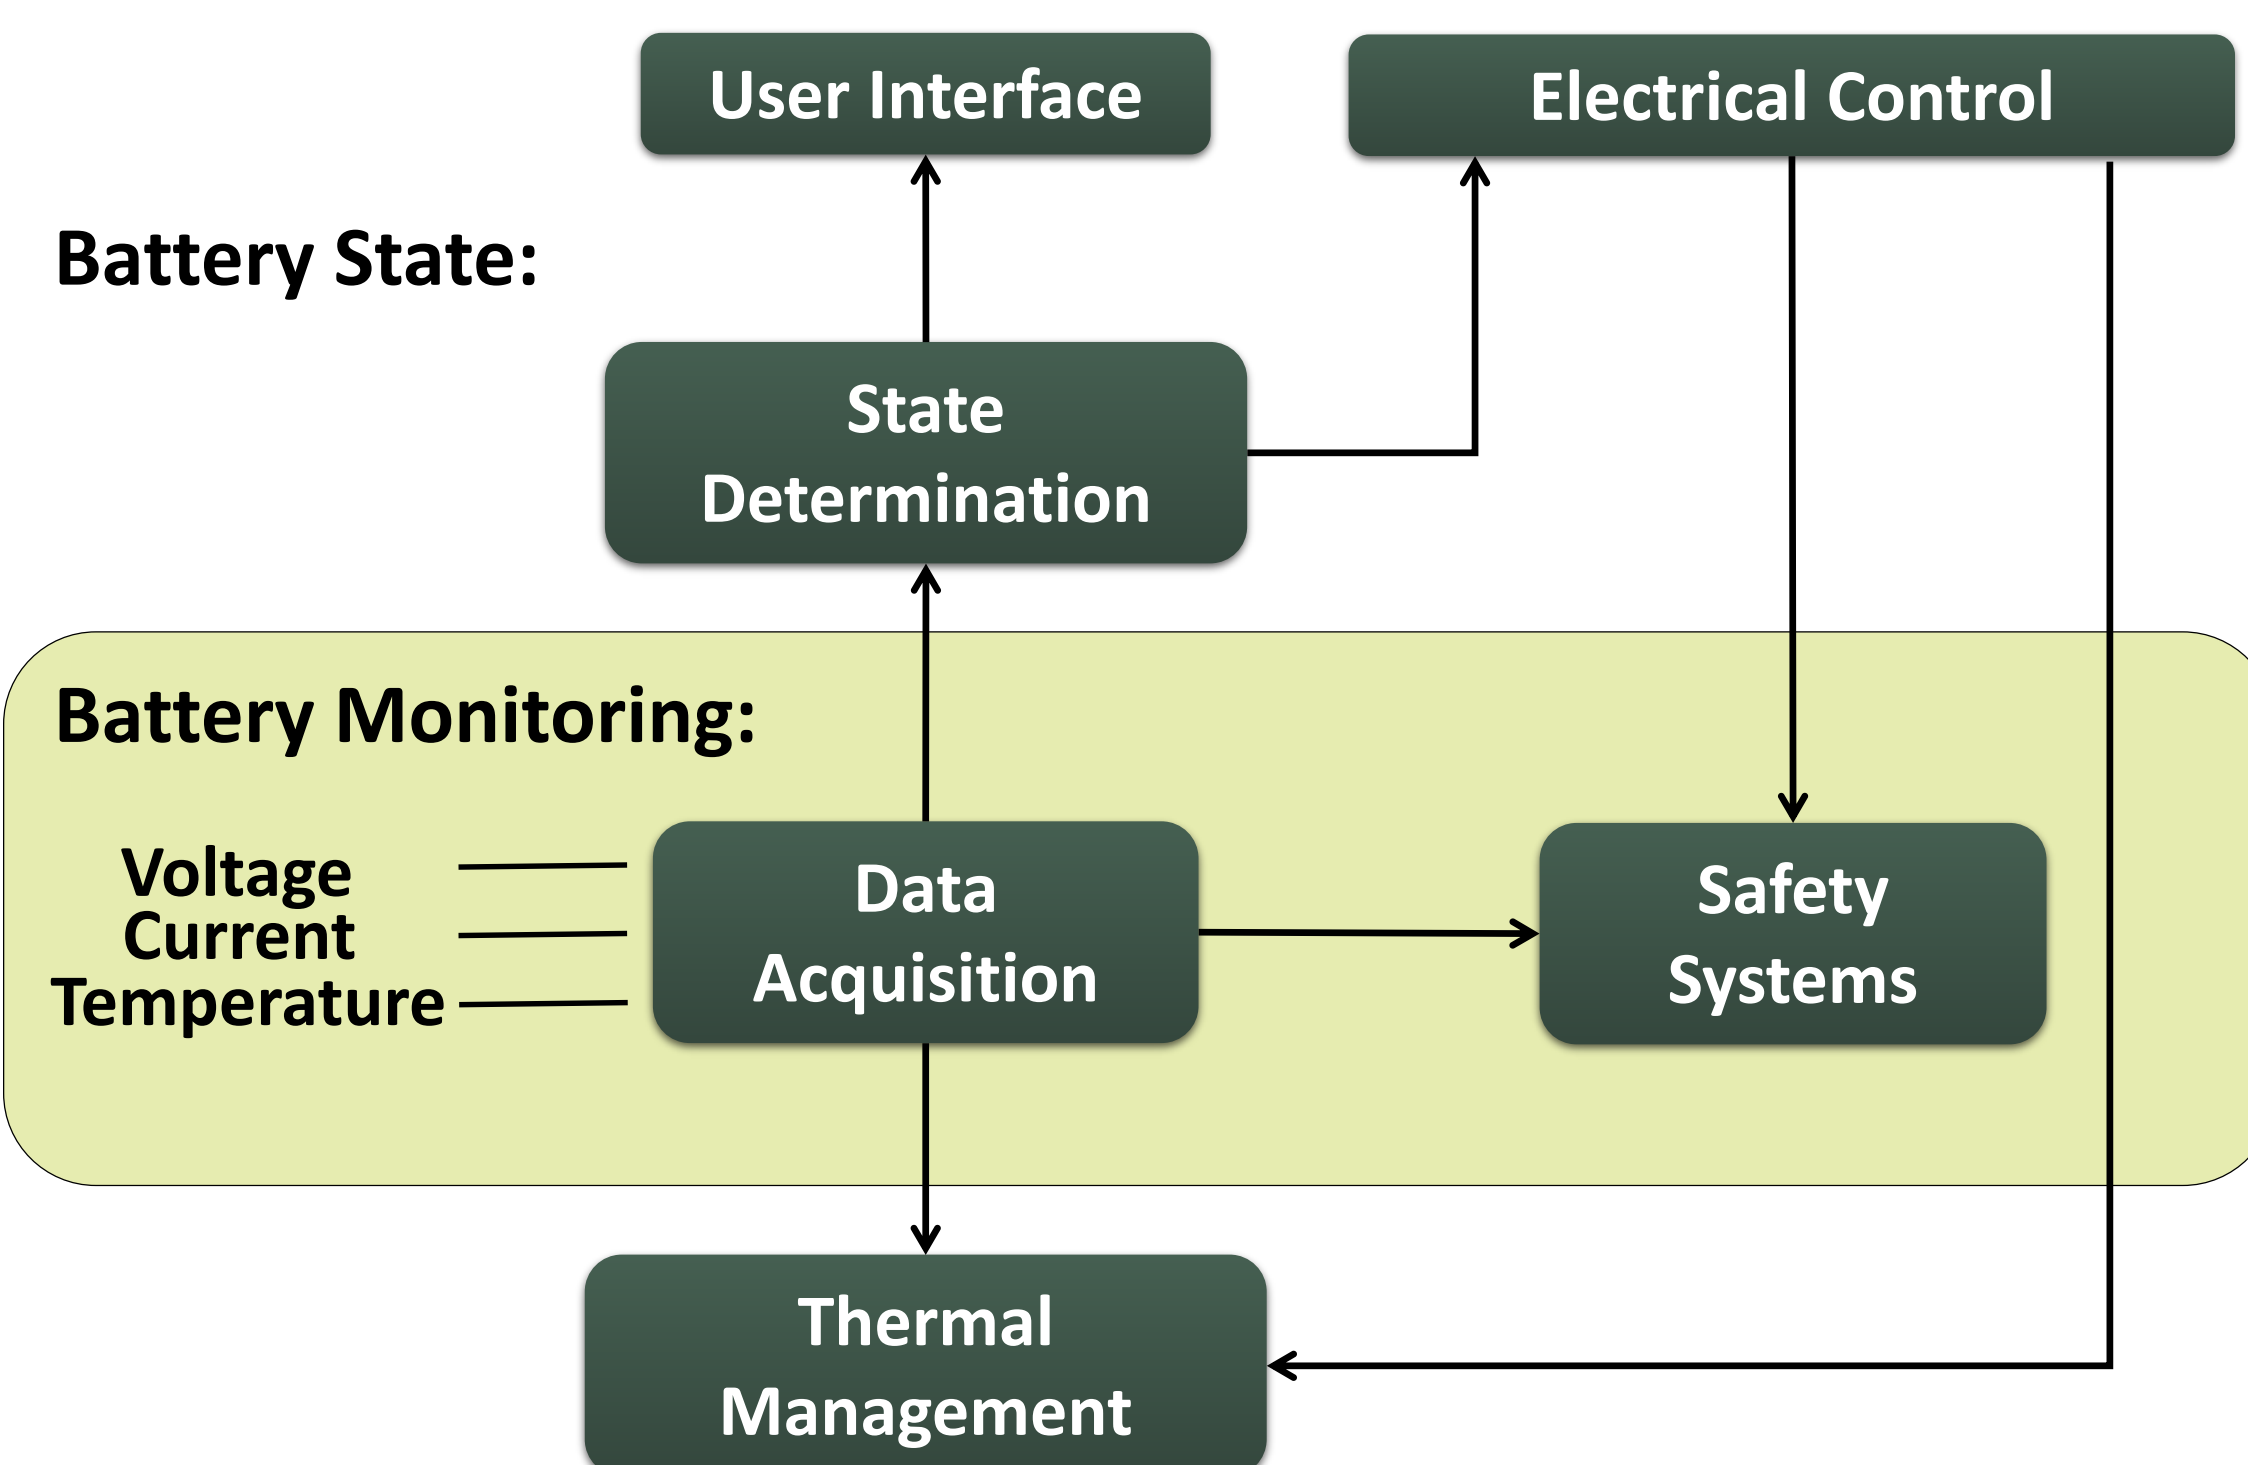 User Interface
Electrical Control
Battery State:
State
Determination
Battery Monitoring:
Voltage
Current
Temperature
Data
Acquisition
Safety
Systems
Thermal
Management